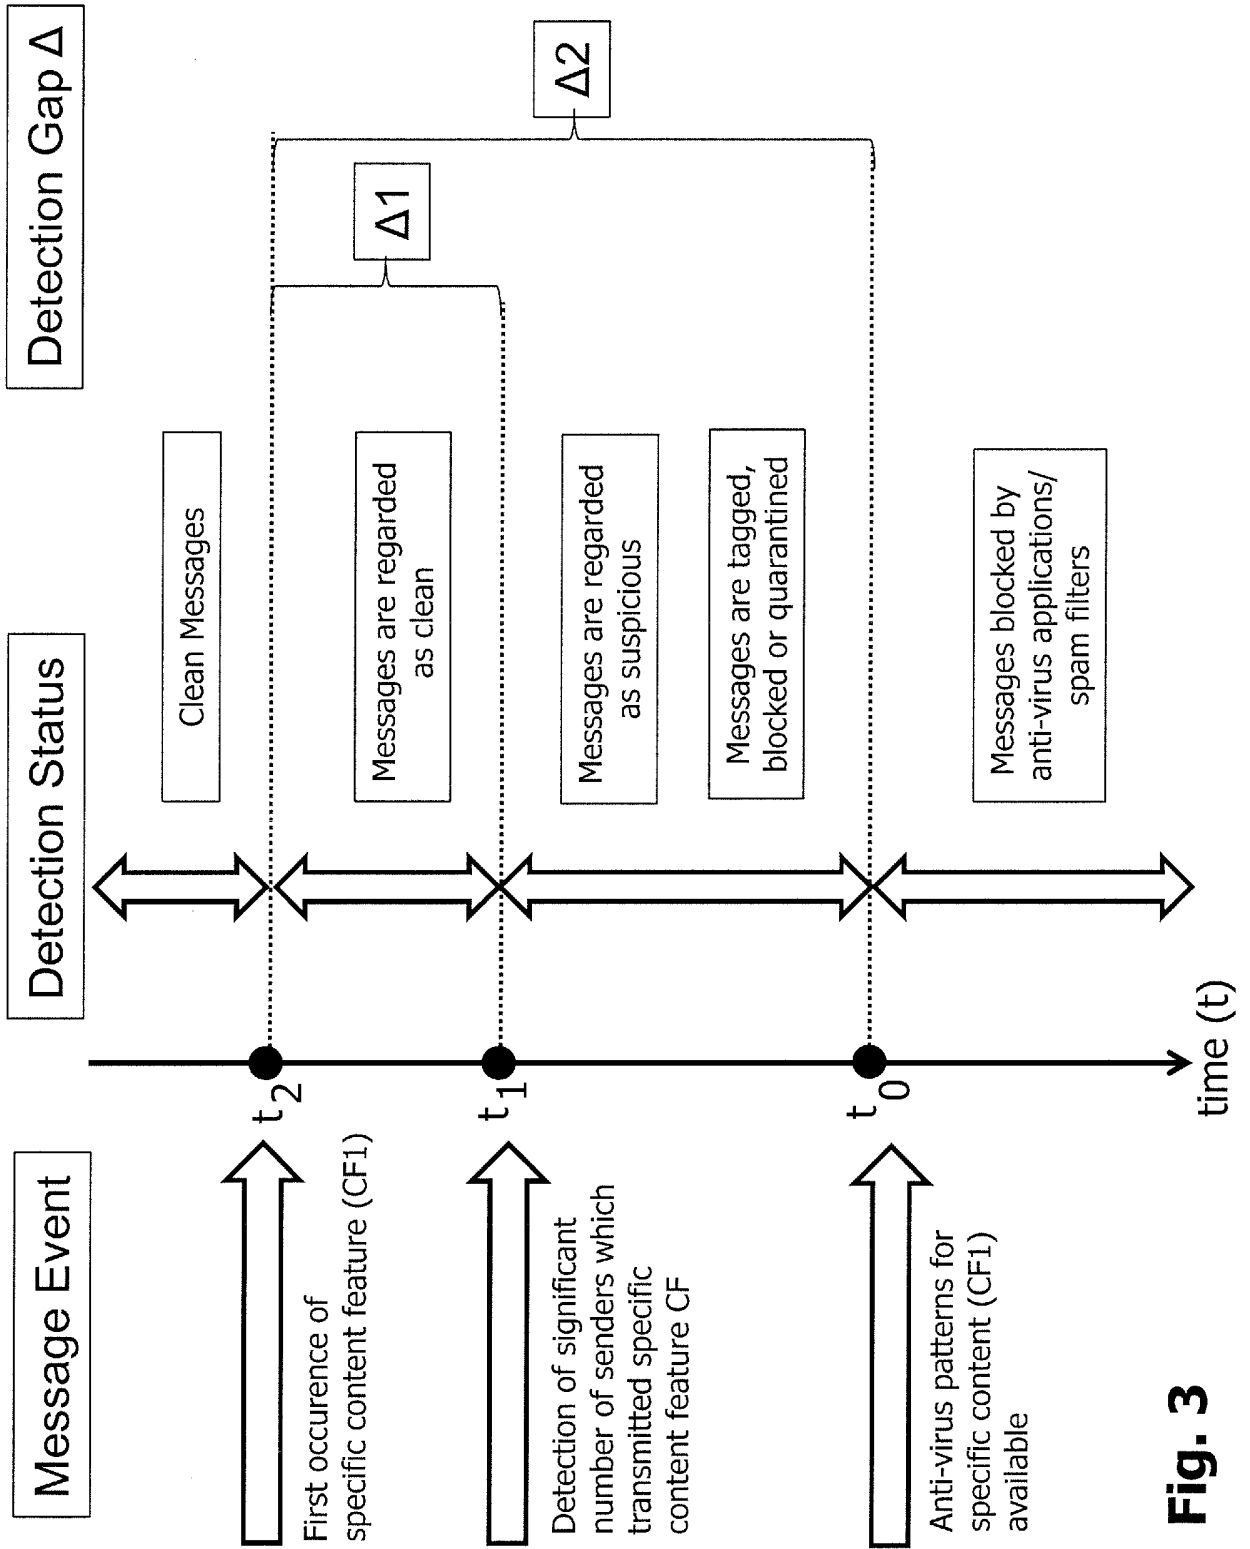 Message Event
Detection Status
Detection Gap Δ
First occurence of
specific content feature (CF1)
t2
Clean Messages
Messages are regarded
as clean
Δ1
Detection of significant
number of senders which
transmitted specific
content feature CF
t1
Messages are regarded
as suspicious
Messages are tagged,
blocked or quarantined
Δ2
Anti-virus patterns for
specific content (CF1)
available
t0
Messages blocked by
anti-virus applications/
spam filters
time (t)
Fig. 3